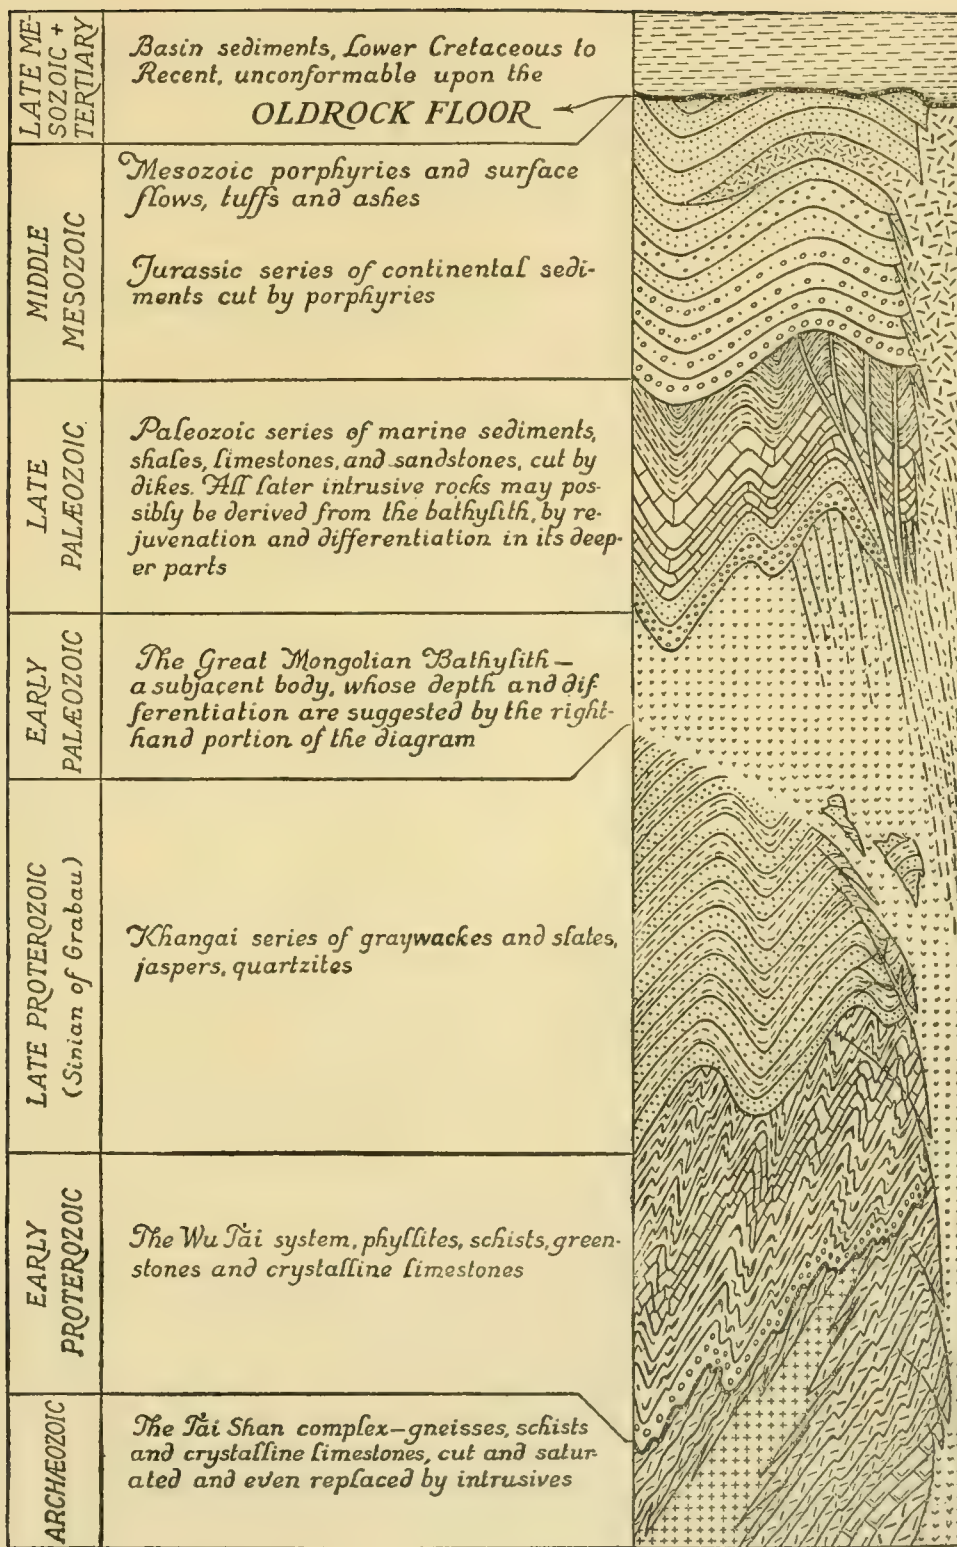 LATE ME-
SOZOIC +
TERTIARY
Basin sediments, Lower Cretaceous to
Recent, unconformable upon the
OLDROCK FLOOR
MIDDLE
MESOZOIC
Mesozoic porphyries and surface
flows, tuffs and ashes
Jurassic series of continental sedi-
ments cut by porphyries
LATE
PALÆOZOIC
Paleozoic series of marine sediments,
shales, limestones, and sandstones, cut by
dikes. All later intrusive rocks may pos-
sibly be derived from the bathylith, by re-
juvenation and differentiation in its deep-
er parts
EARLY
PALÆOZOIC
The Great Mongolian Bathylith—
a subjacent body, whose depth and dif-
ferentiation are suggested by the right-
hand portion of the diagram
LATE PROTEROZOIC
(Sinian of Grabau)
Khangai series of graywackes and slates,
jaspers, quartzites
EARLY
PROTEROZOIC
The Wu T'ai system, phyllites, schists, green-
stones and crystalline limestones
ARCHÆOZOIC
The T'ai Shan complex—gneisses, schists
and crystalline limestones, cut and satur-
ated and even replaced by intrusives